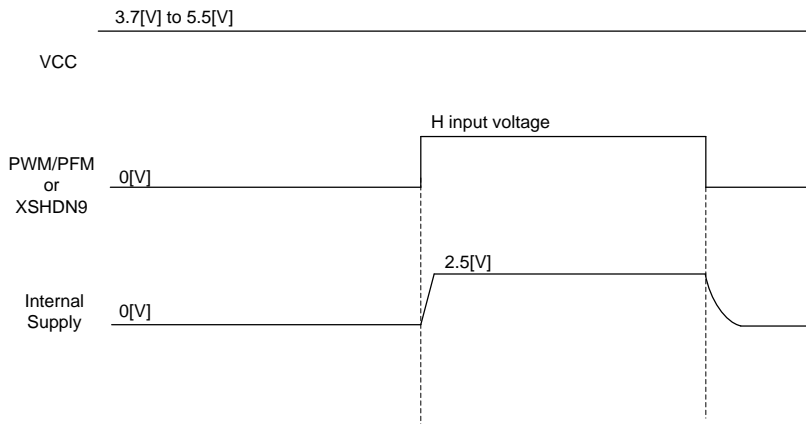 3.7[V] to 5.5[V]
VCC
H input voltage
PWM/PFM
or
XSHDN9
0[V]
2.5[V]
Internal
Supply
0[V]